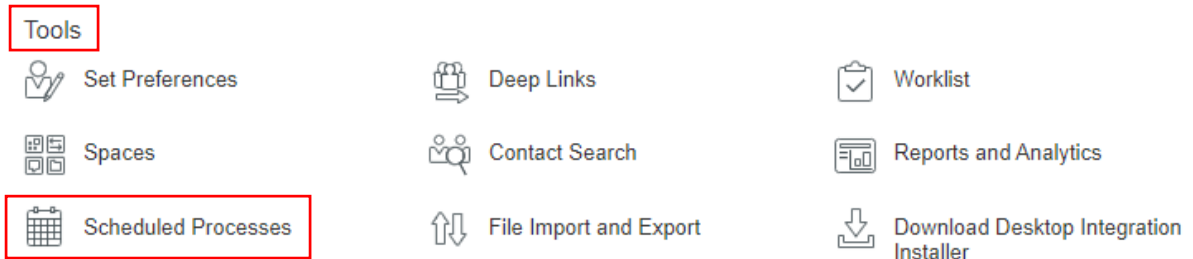 Tools
Set Preferences
Deep Links
Worklist
Spaces
Contact Search
Reports and Analytics
Scheduled Processes
File Import and Export
Download Desktop Integration
Installer